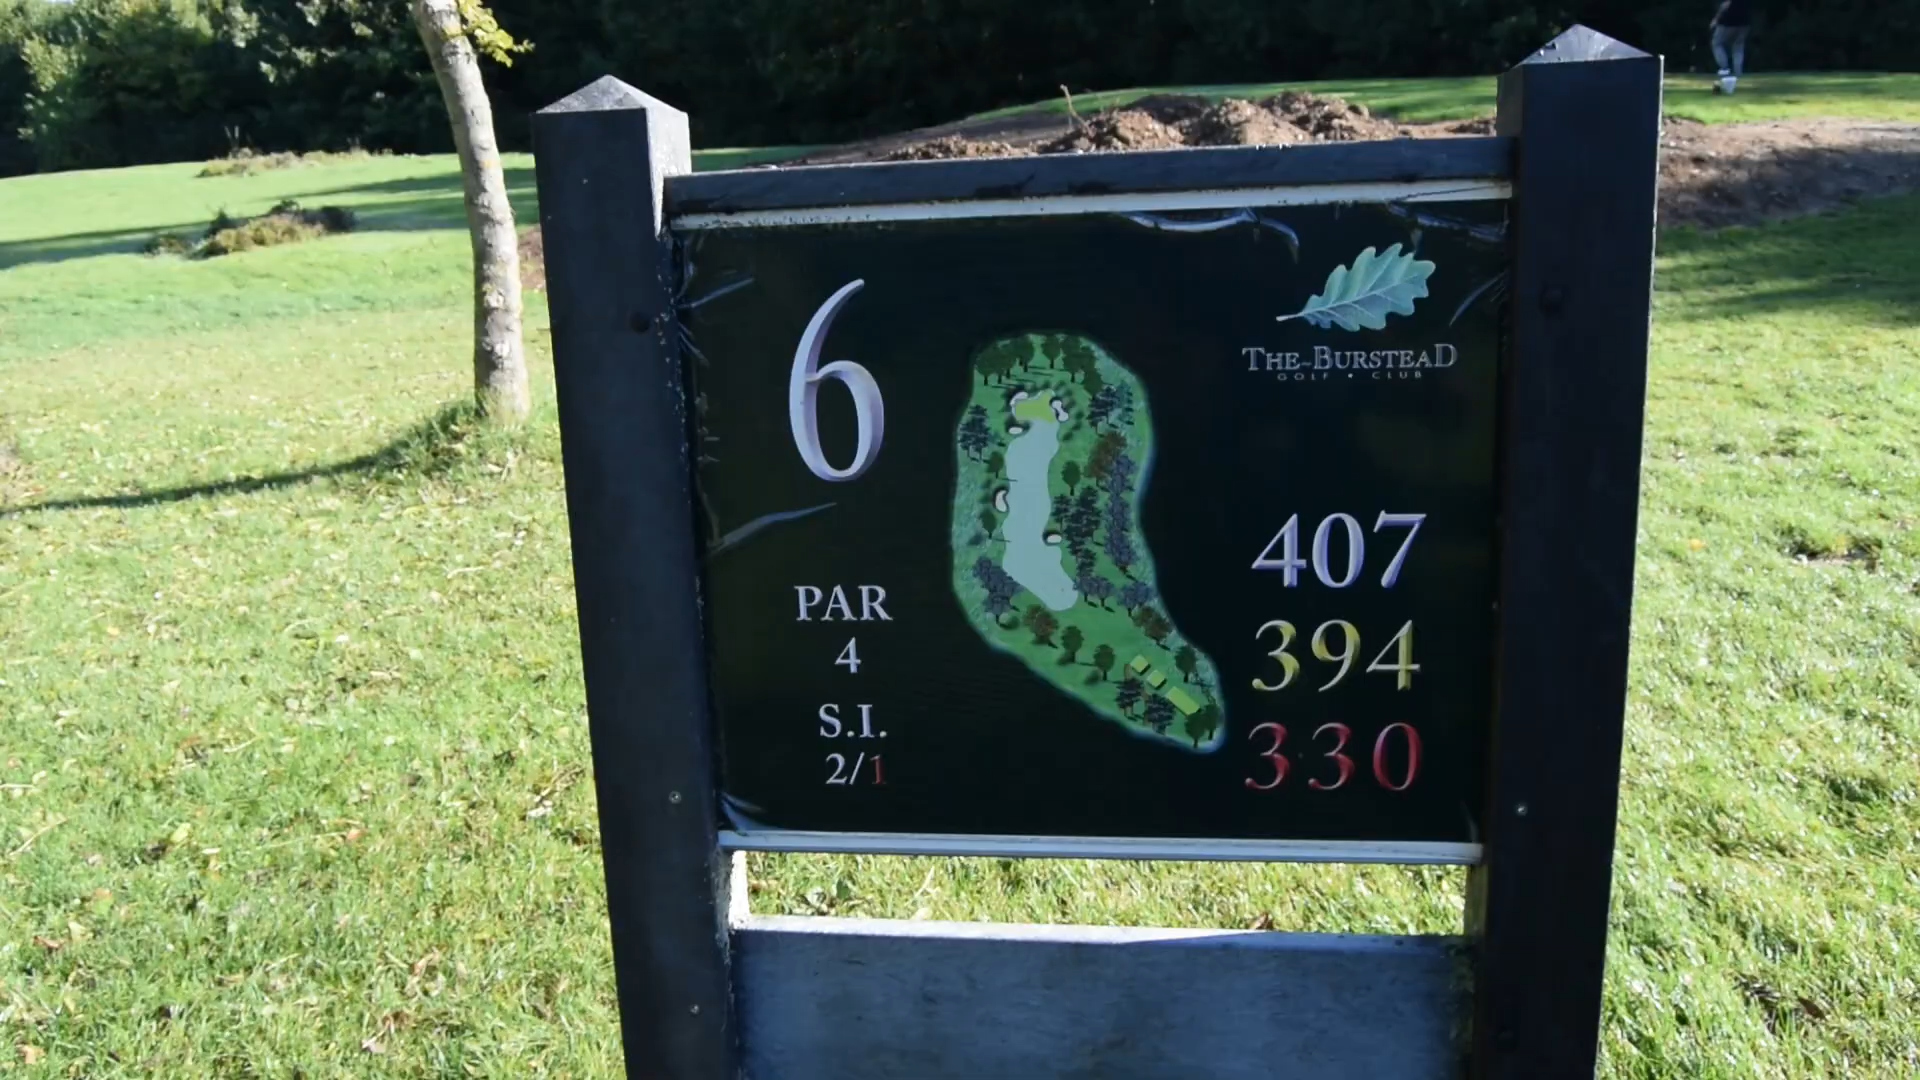 6
THE~BURSTEAD
GOLF • CLUB
PAR
4
S.I.
2/1
407
394
330